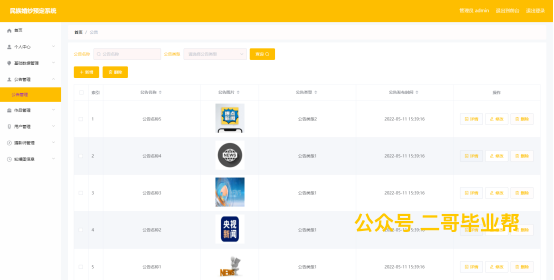 民族婚纱预定系统 管理员 admin 退出到前台 退出登录
首页 首页 公告
个人中心
公告名称 公告名称 公告类型 请选择公告类型 查询
基础数据管理
公告管理 新增 删除
公告管理 索引 公告名称 公告图片 公告类型 公告发布时间 操作
作品管理 1 公告名称5 公告类型2 2022-05-11 15:39:16 详情 修改 删除
用户管理
摄影师管理 2 公告名称4 公告类型2 2022-05-11 15:39:16 详情 修改 删除
轮播图信息
3 公告名称3 公告类型1 2022-05-11 15:39:16 详情 修改 删除
4 公告名称2 央视新闻 公告类型2 2022-05-11 15:39:16
公众号 二哥毕业帮
5 公告名称1 NEWS 公告类型1 2022-05-11 15:39:16 详情 修改 删除